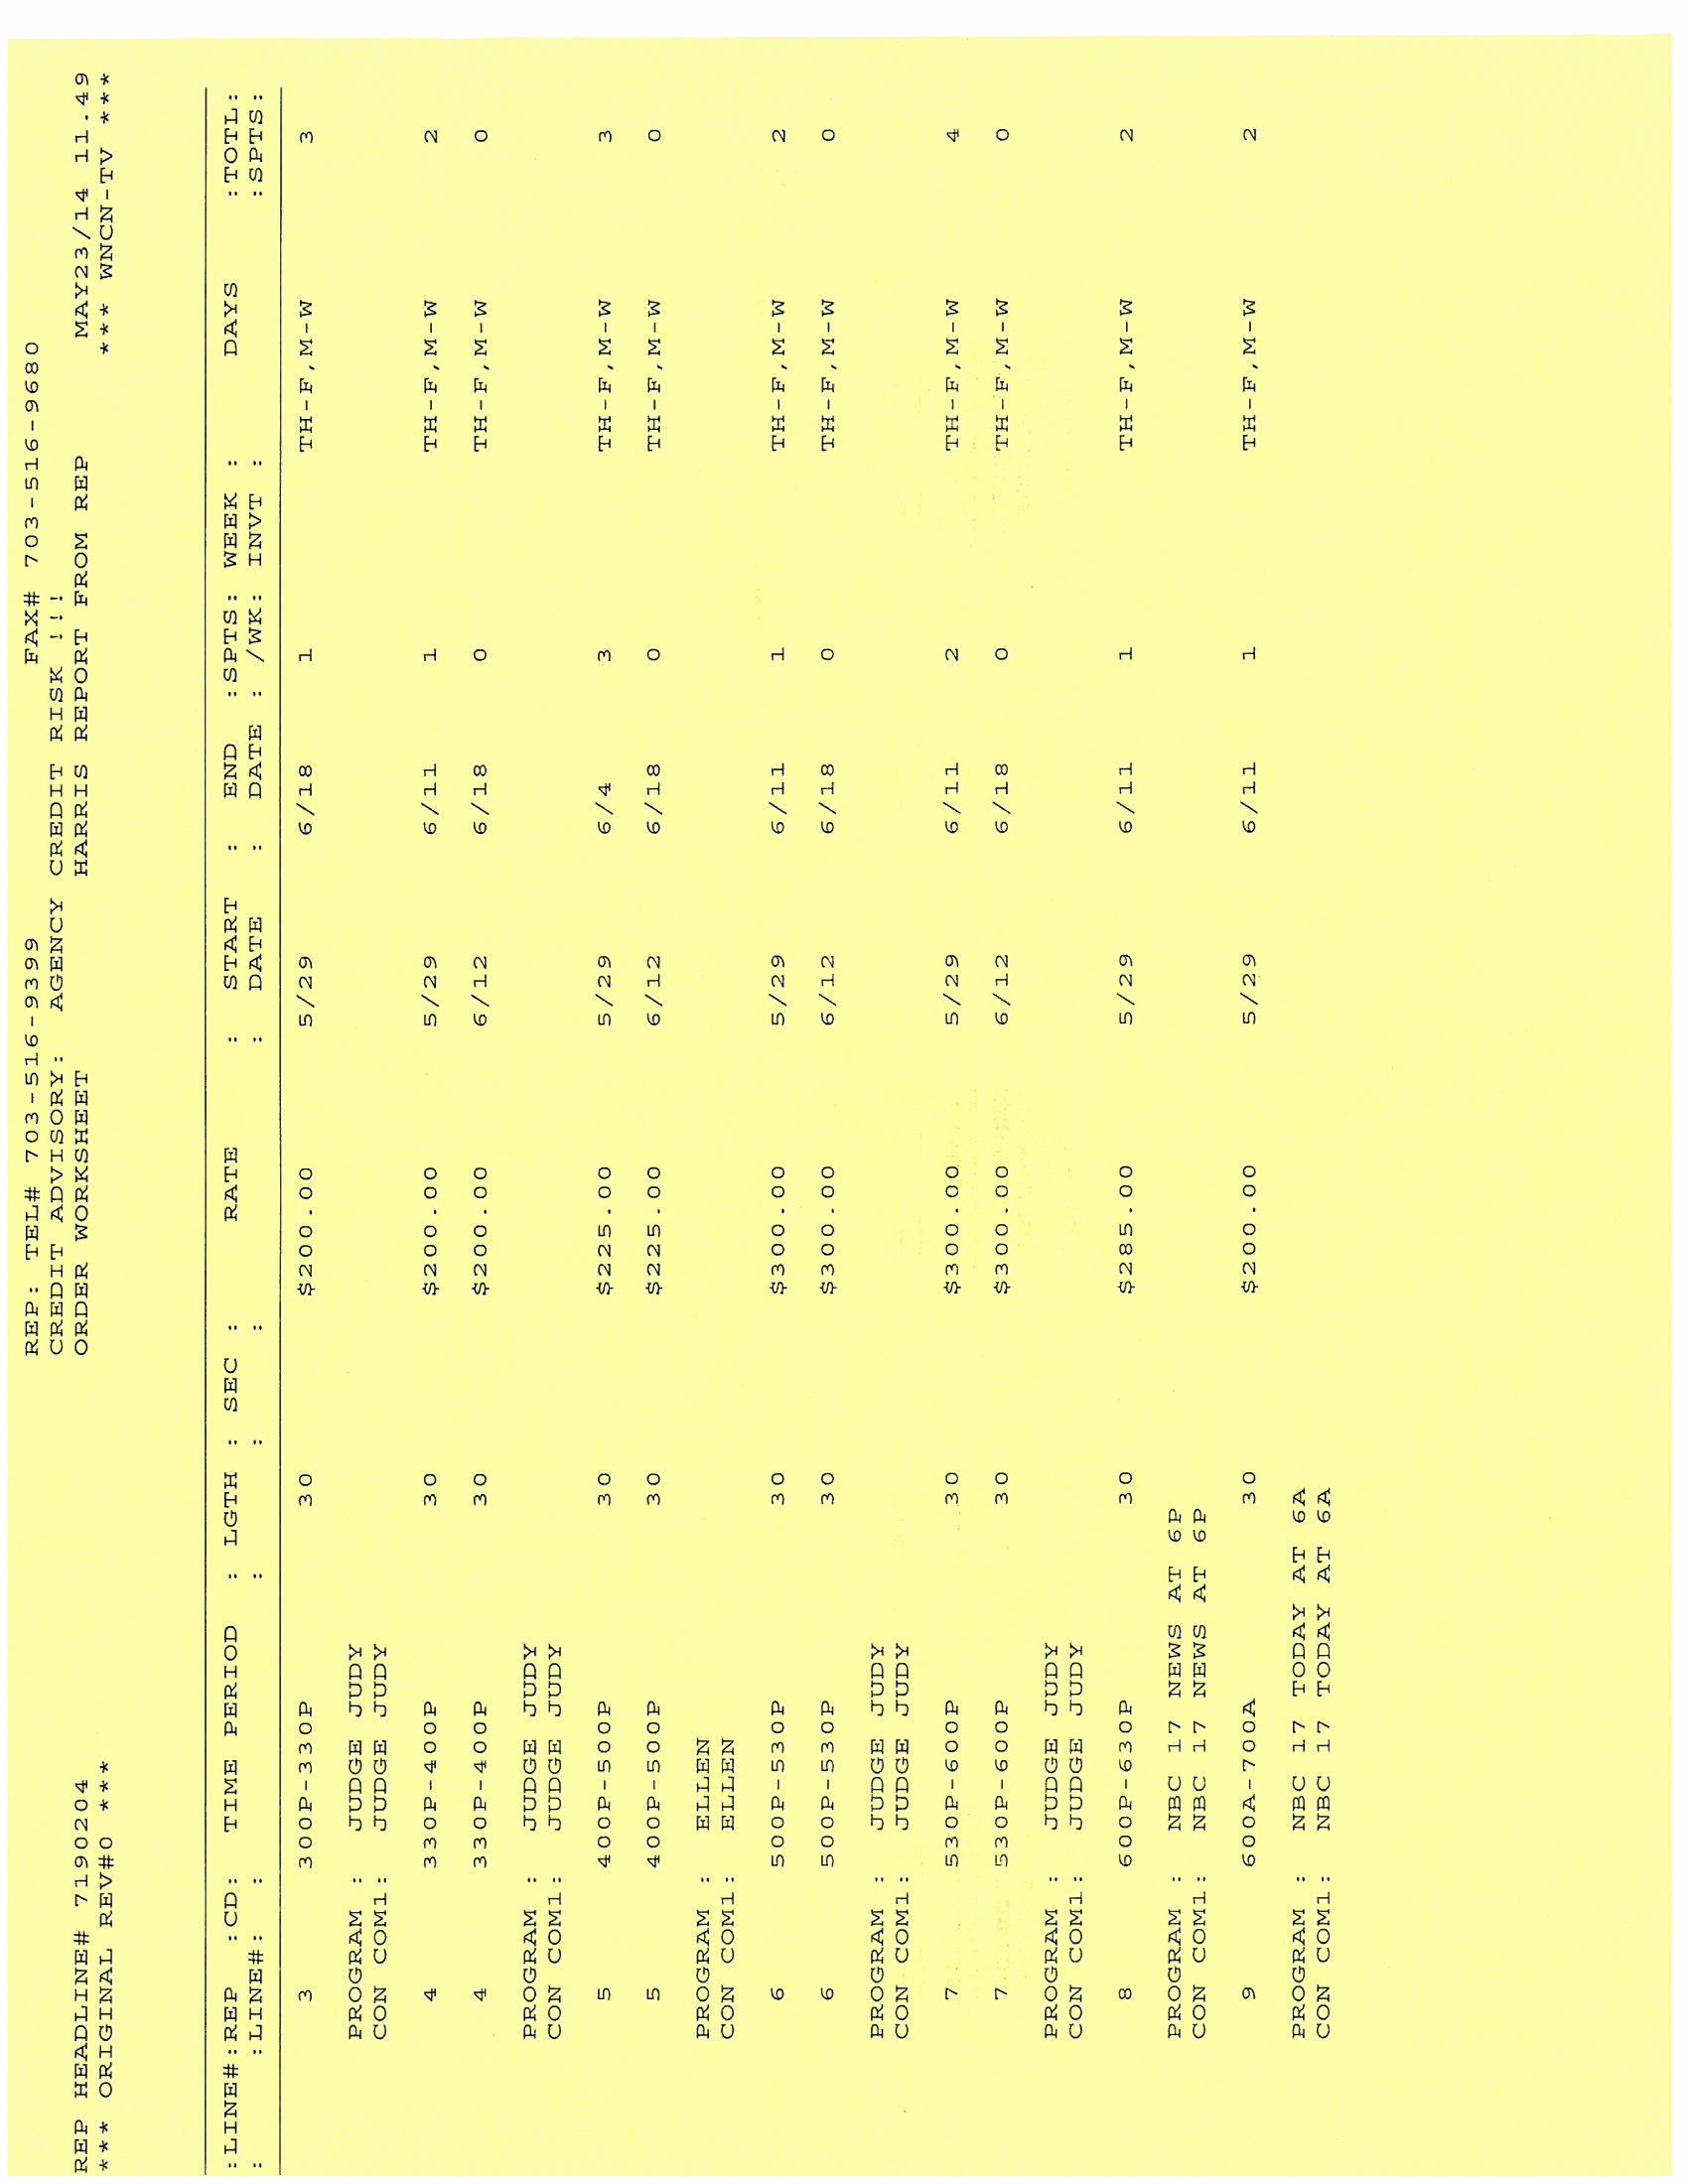 REP: TEL# 703-516-9399 FAX# 703-516-9680
CREDIT ADVISORY: AGENCY CREDIT RISK !!!
REP HEADLINE# 7190204 ORDER WORKSHEET HARRIS REPORT FROM REP MAY23/14 11.49
*** ORIGINAL REV#0 *** *** WNCN-TV ***
:LINE#:REP :CD: TIME PERIOD : LGTH : SEC : RATE : START : END :SPTS: WEEK : DAYS :TOTL:
: :LINE#: : : : : DATE : DATE : /WK: INVT : :SPTS:
3 300P-330P 30 $200.00 5/29 6/18 1 TH-F,M-W 3
PROGRAM : JUDGE JUDY
CON COM1: JUDGE JUDY
4 330P-400P 30 $200.00 5/29 6/11 1 TH-F,M-W 2
4 330P-400P 30 $200.00 6/12 6/18 0 TH-F,M-W 0
PROGRAM : JUDGE JUDY
CON COM1: JUDGE JUDY
5 400P-500P 30 $225.00 5/29 6/4 3 TH-F,M-W 3
5 400P-500P 30 $225.00 6/12 6/18 0 TH-F,M-W 0
PROGRAM : ELLEN
CON COM1: ELLEN
6 500P-530P 30 $300.00 5/29 6/11 1 TH-F,M-W 2
6 500P-530P 30 $300.00 6/12 6/18 0 TH-F,M-W 0
PROGRAM : JUDGE JUDY
CON COM1: JUDGE JUDY
7 530P-600P 30 $300.00 5/29 6/11 2 TH-F,M-W 4
7 530P-600P 30 $300.00 6/12 6/18 0 TH-F,M-W 0
PROGRAM : JUDGE JUDY
CON COM1: JUDGE JUDY
8 600P-630P 30 $285.00 5/29 6/11 1 TH-F,M-W 2
PROGRAM : NBC 17 NEWS AT 6P
CON COM1: NBC 17 NEWS AT 6P
9 600A-700A 30 $200.00 5/29 6/11 1 TH-F,M-W 2
PROGRAM : NBC 17 TODAY AT 6A
CON COM1: NBC 17 TODAY AT 6A